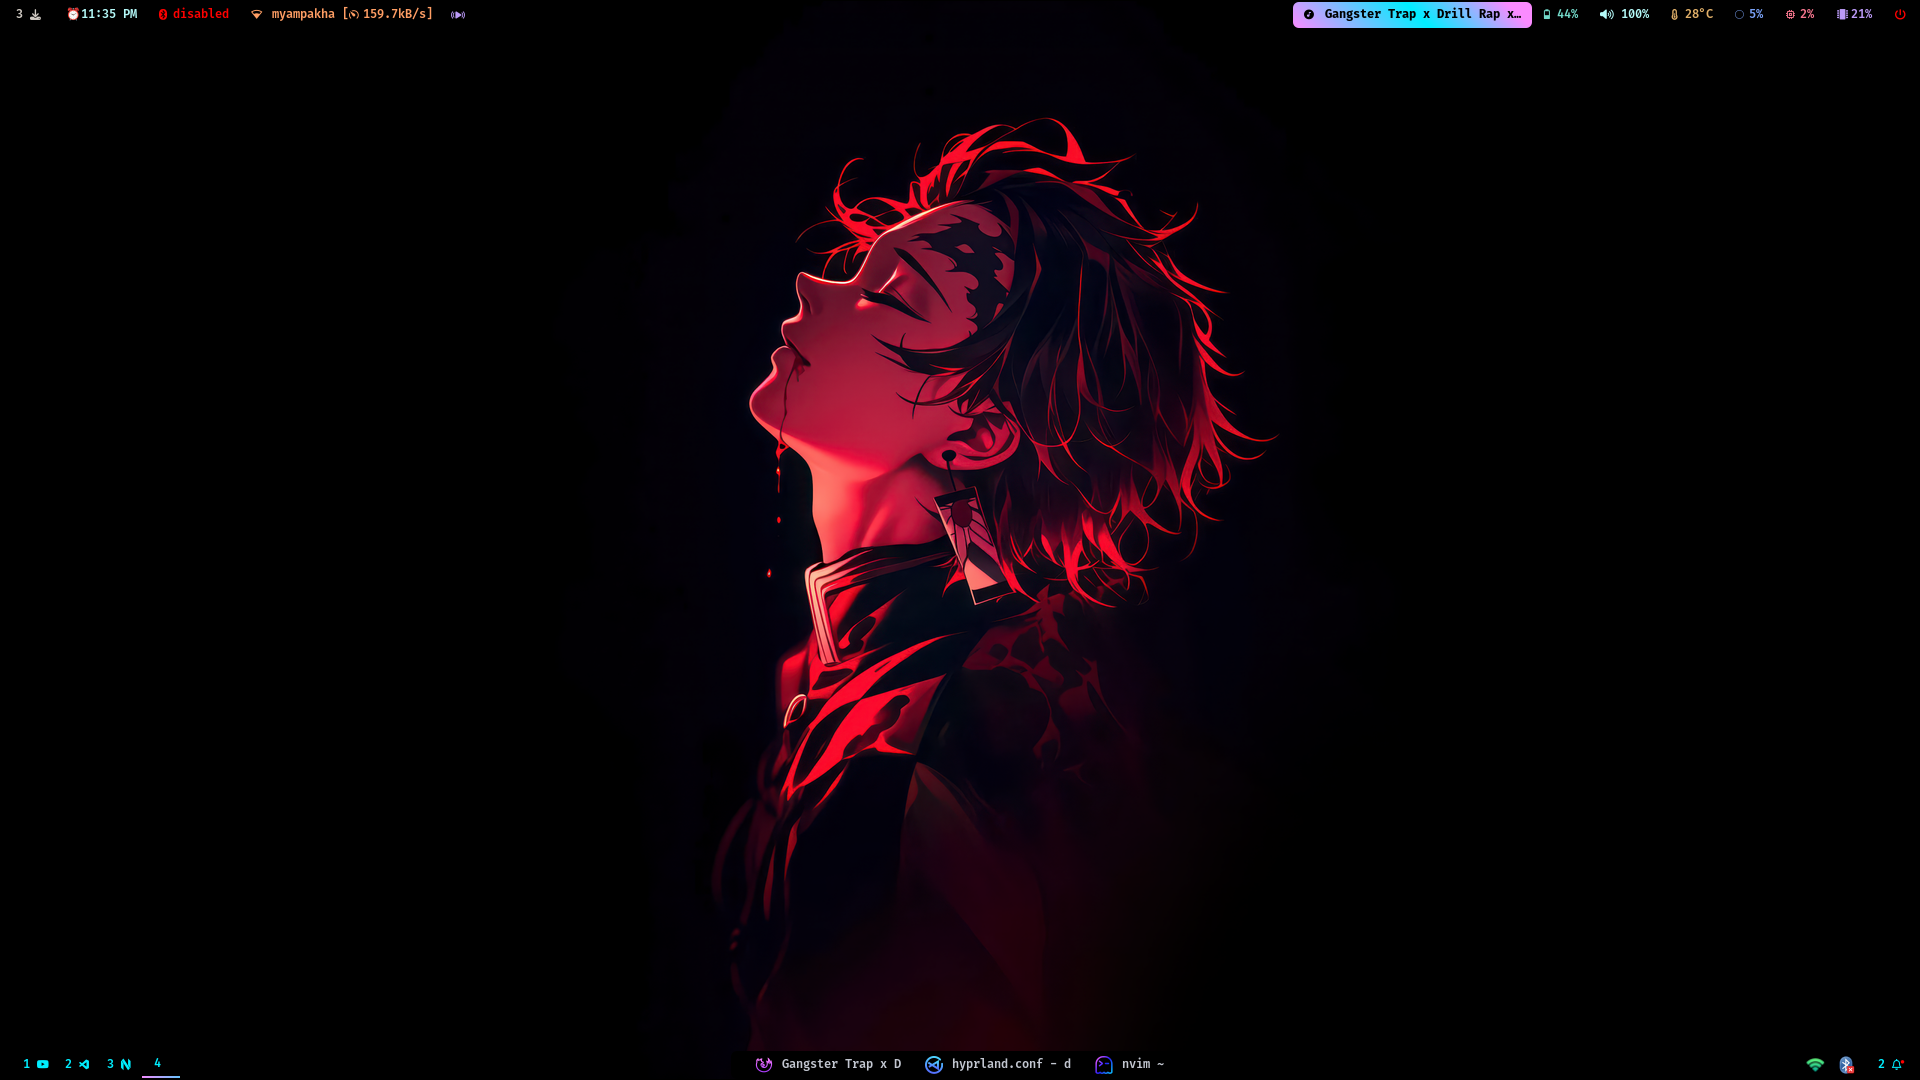 3 11:35 PM disabled myampakha [ 159.7kB/s] Gangster Trap x Drill Rap x… 44% 100% 28°C 5% 2% 21%
1 2 3 4 Gangster Trap x D hyprland.conf - d nvim ~ 2